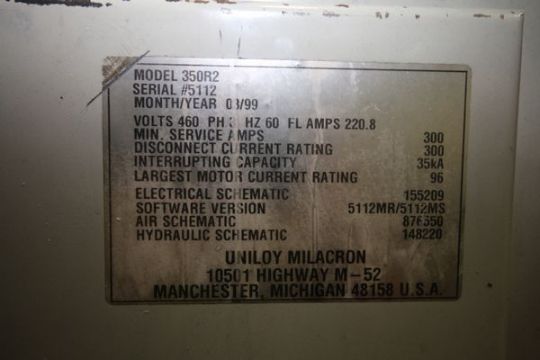 MODEL 350R2
SERIAL #5112
MONTH/YEAR 03/99
VOLTS 460 PH 3 HZ 60 FL AMPS 220.8
MIN. SERVICE AMPS 300
DISCONNECT CURRENT RATING 300
INTERRUPTING CAPACITY 35kA
LARGEST MOTOR CURRENT RATING 96
ELECTRICAL SCHEMATIC 155209
SOFTWARE VERSION 5112MR/5112MS
AIR SCHEMATIC 876350
HYDRAULIC SCHEMATIC 148220
UNILOY MILACRON
10501 HIGHWAY M-52
MANCHESTER, MICHIGAN 48158 U.S.A.